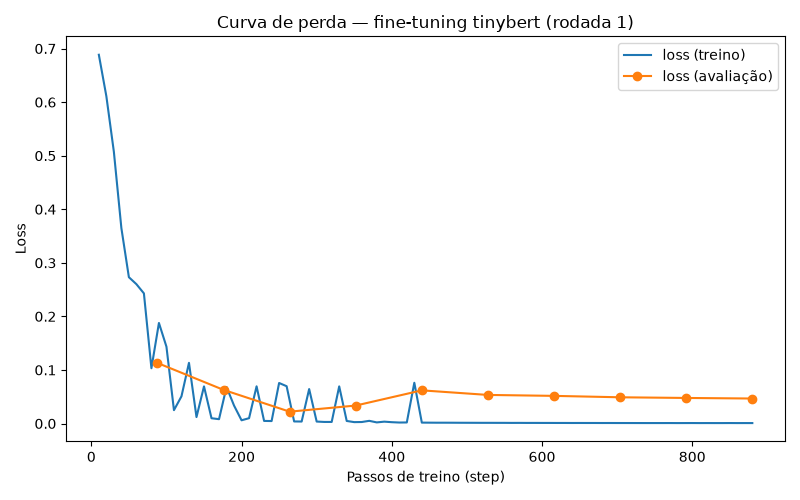 Curva de perda — fine-tuning tinybert (rodada 1)
loss (treino)
loss (avaliação)
0.7
0.6
0.5
0.4
0.3
0.2
0.1
0.0
Loss
0 200 400 600 800
Passos de treino (step)